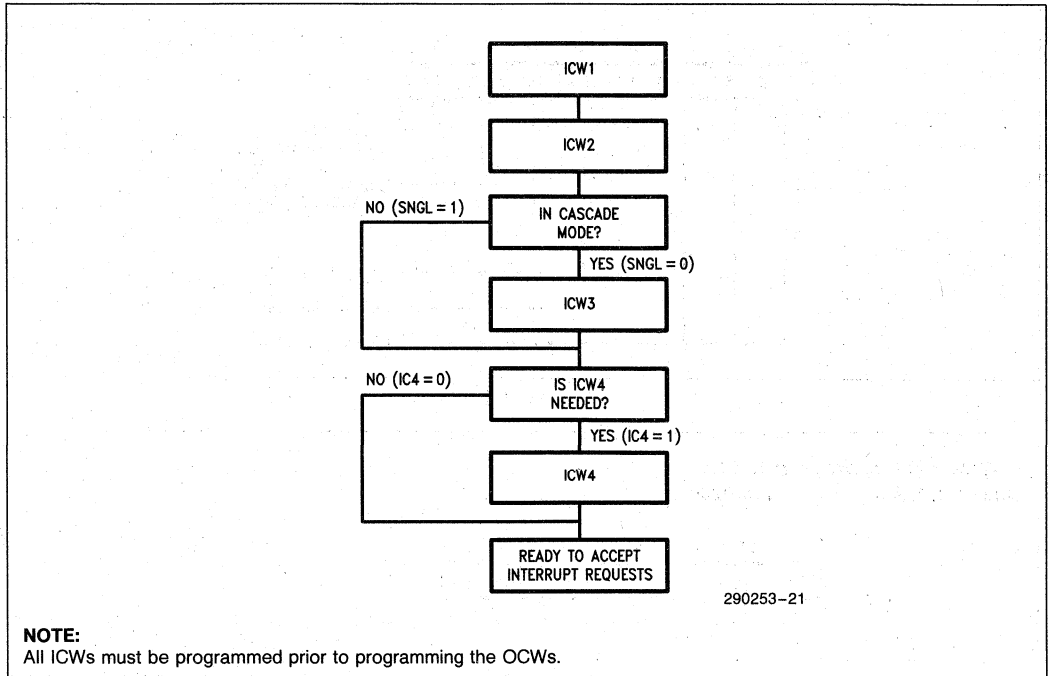 ICW1
ICW2
NO (SNGL = 1)
IN CASCADE
MODE?
YES (SNGL = 0)
ICW3
NO (IC4 = 0)
IS ICW4
NEEDED?
YES (IC4 = 1)
ICW4
READY TO ACCEPT
INTERRUPT REQUESTS
290253–21
NOTE:
All ICWs must be programmed prior to programming the OCWs.